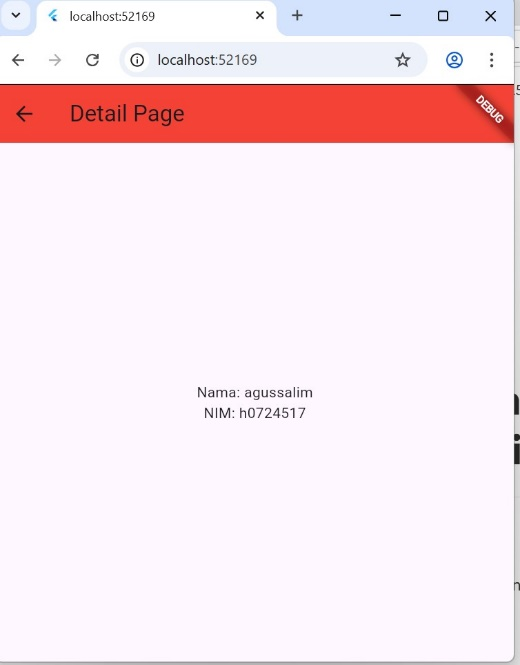 localhost:52169
localhost:52169
Detail Page
DEBUG
Nama: agussalim
NIM: h0724517